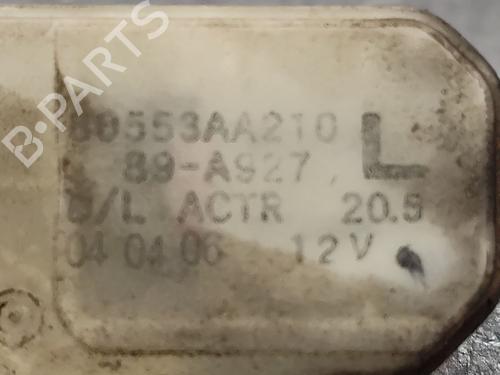 B-PARTS
60553AA210
89-A927 L
D/L ACTR 20.5
04 04 06 12V